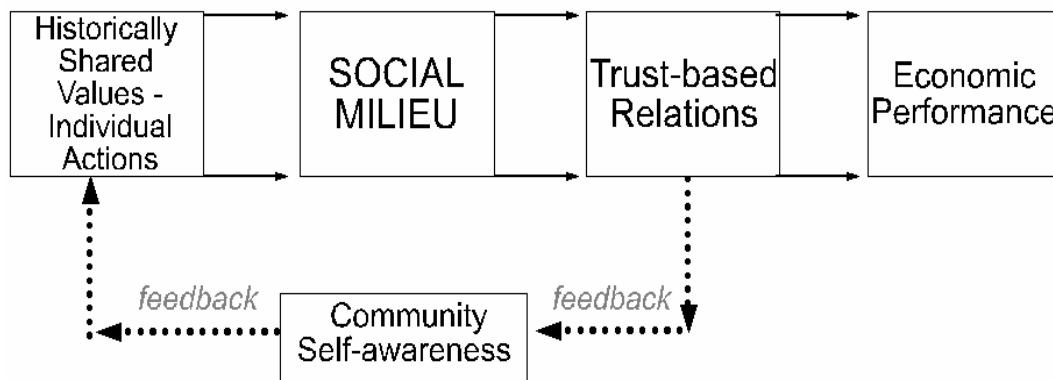 Historically
Shared
Values -
Individual
Actions
SOCIAL
MILIEU
Trust-based
Relations
Economic
Performance
feedback
Community
Self-awareness
feedback